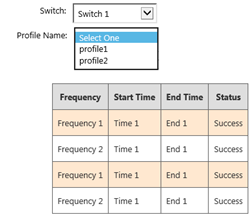 Switch: Switch 1
Profile Name:
Select One
profile1
profile2
Frequency Start Time End Time Status
Frequency 1 Time 1 End 1 Success
Frequency 2 Time 1 End 1 Success
Frequency 1 Time 1 End 1 Success
Frequency 2 Time 1 End 1 Success